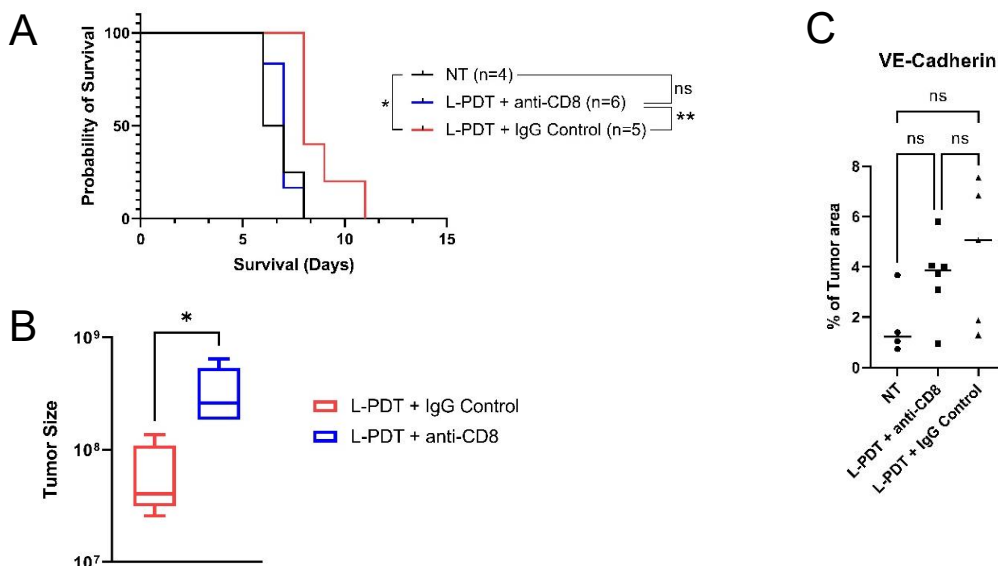 A
Probability of Survival
100
50
0
0
5
10
15
Survival (Days)
NT (n=4)
L-PDT + anti-CD8 (n=6)
L-PDT + IgG Control (n=5)
*
ns
**
B
Tumor Size
10⁹
10⁸
10⁷
*
L-PDT + IgG Control
L-PDT + anti-CD8
C
VE-Cadherin
ns
ns
ns
% of Tumor area
8
6
4
2
0
NT
L-PDT + anti-CD8
L-PDT + IgG Control